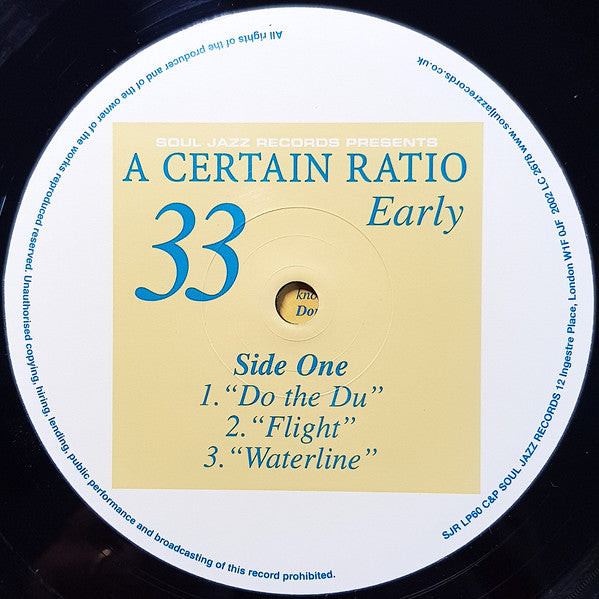 SOUL JAZZ RECORDS PRESENTS
A CERTAIN RATIO
33
Early
kno
Do
Side One
1. “Do the Du”
2. “Flight”
3. “Waterline”
All rights of the producer and of the owner of the works reproduced reserved. Unauthorised copying, hiring, lending, public performance and broadcasting of this record prohibited.
SJR LP60 C&P SOUL JAZZ RECORDS 12 Ingestre Place, London W1F 0JF 2002 LC 2678 www.souljazzrecords.co.uk